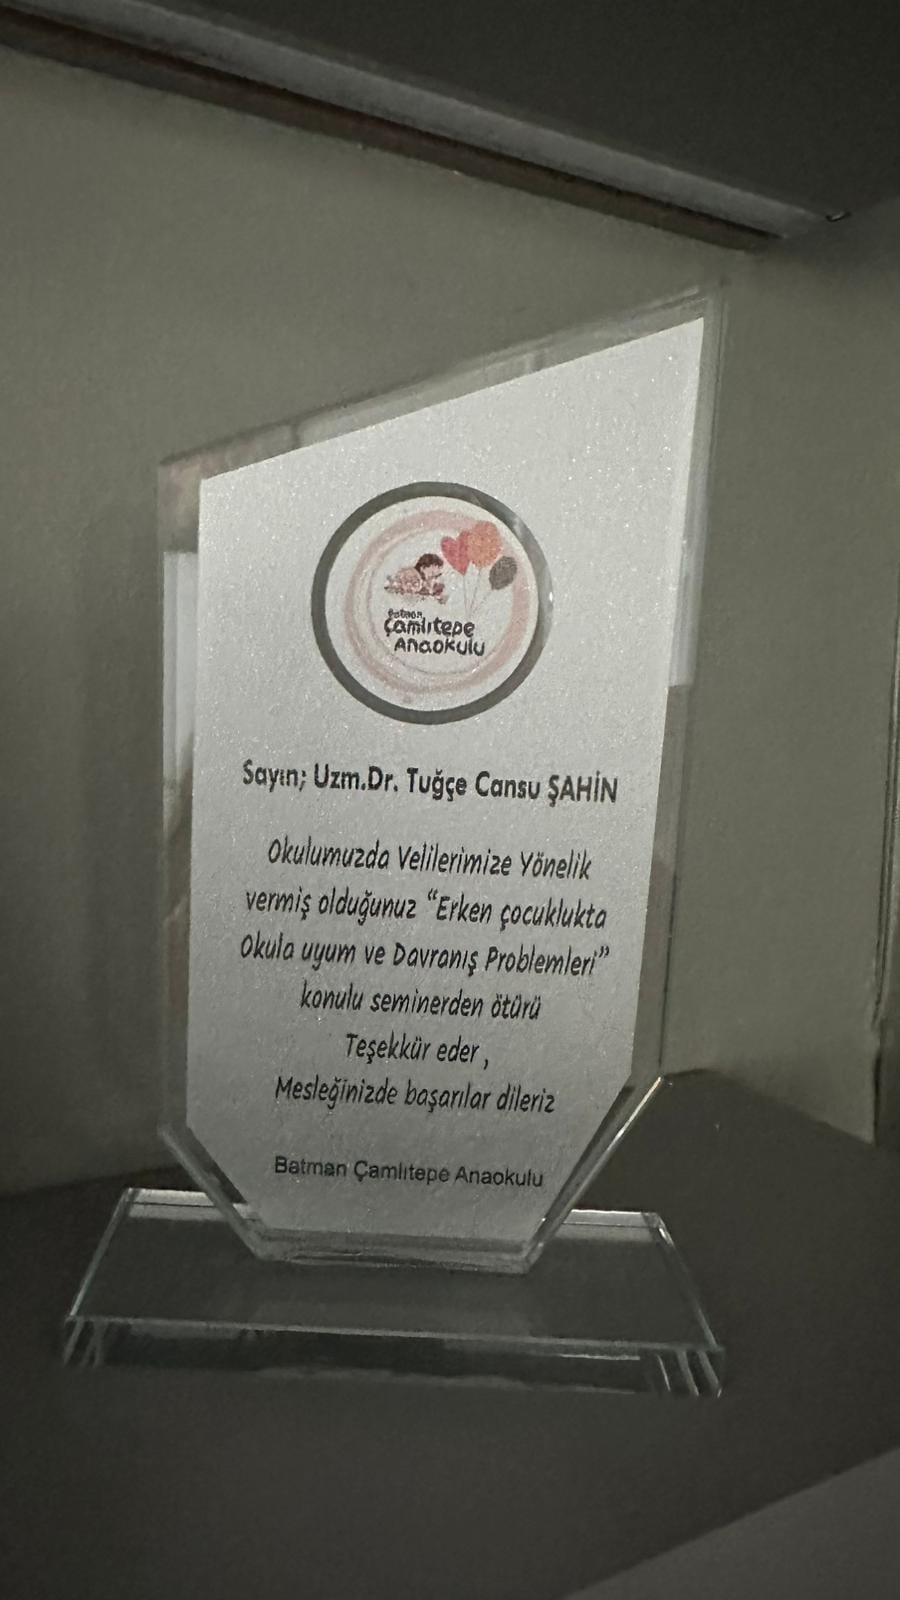 Batman
Çamlıtepe
Anaokulu
Sayın; Uzm.Dr. Tuğçe Cansu ŞAHİN
Okulumuzda Velilerimize Yönelik
vermiş olduğunuz “Erken çocuklukta
Okula uyum ve Davranış Problemleri”
konulu seminerden ötürü
Teşekkür eder ,
Mesleğinizde başarılar dileriz
Batman Çamlıtepe Anaokulu